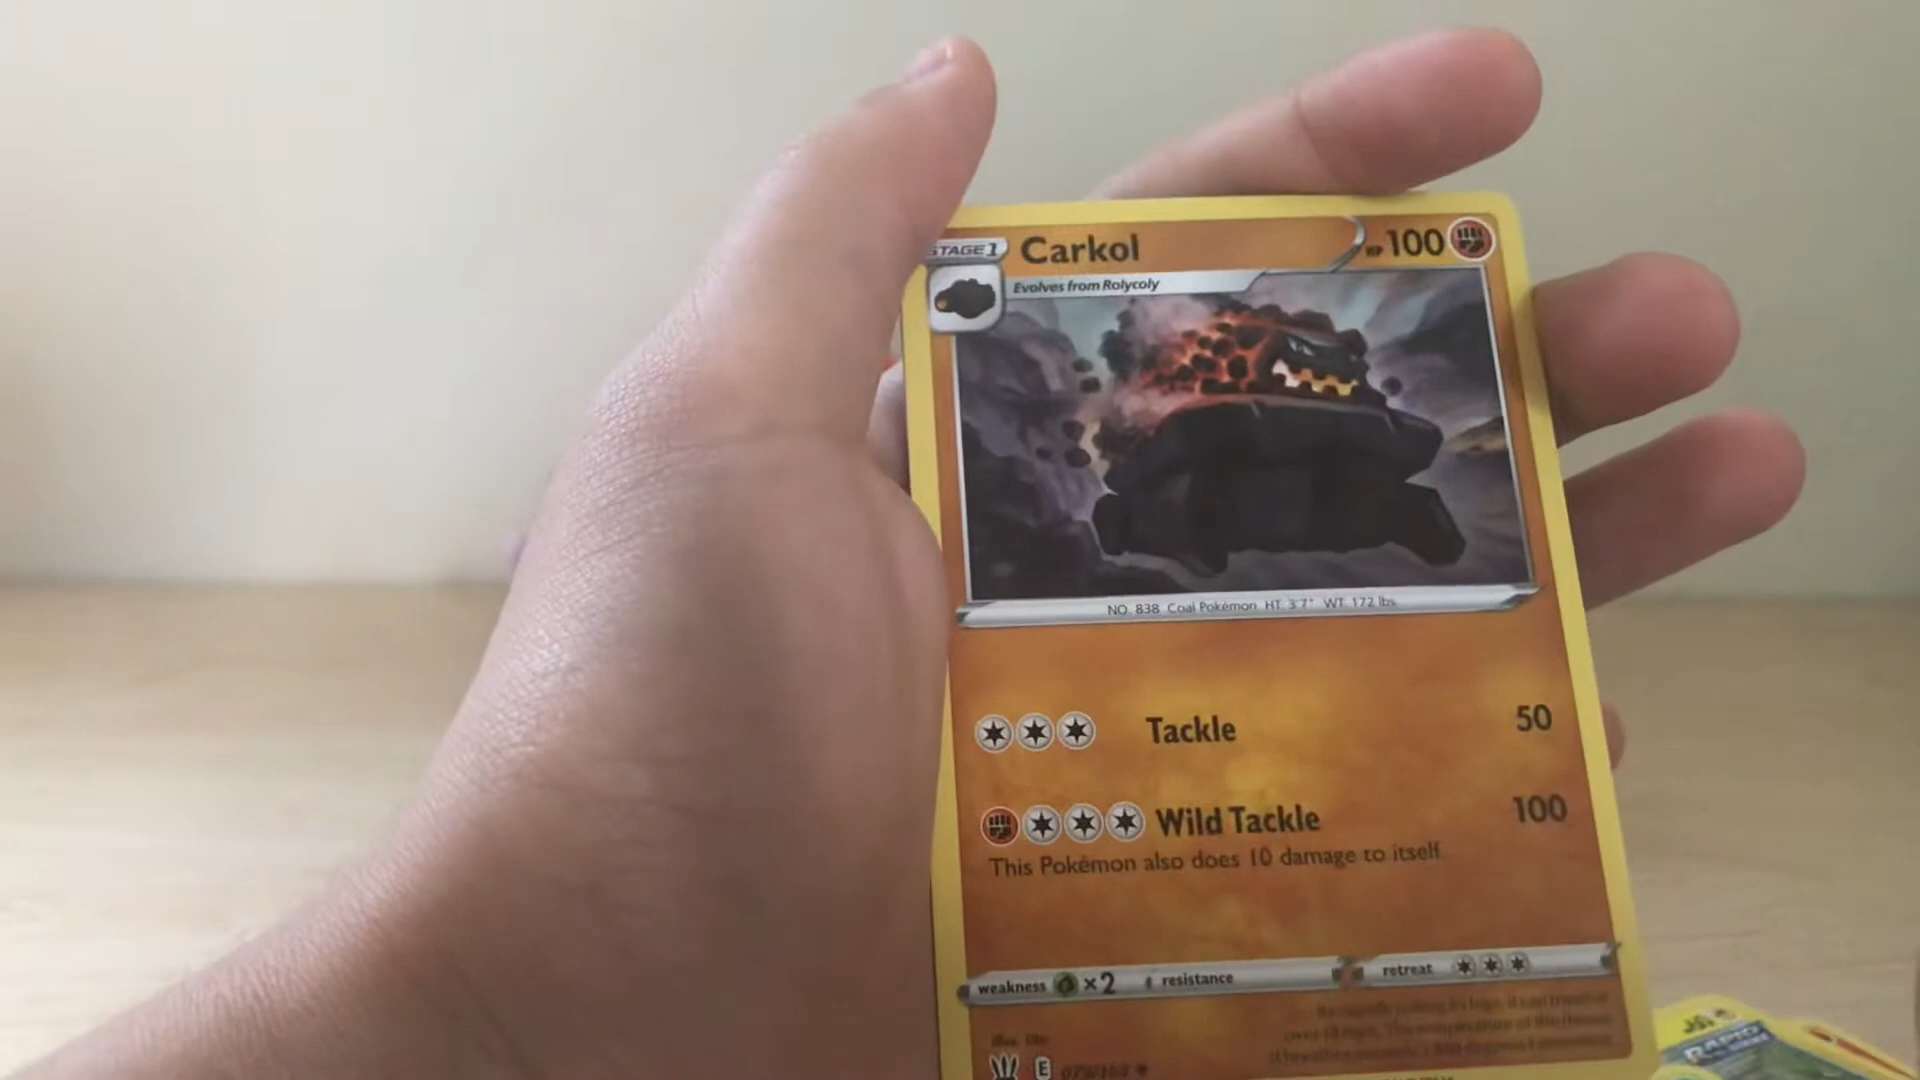 STAGE 1 Carkol HP 100
Evolves from Rolycoly
NO. 838 Coal Pokémon HT 3'7" WT 172 lbs.
Tackle 50
Wild Tackle 100
This Pokémon also does 10 damage to itself.
weakness ×2 resistance retreat
E
RAPID